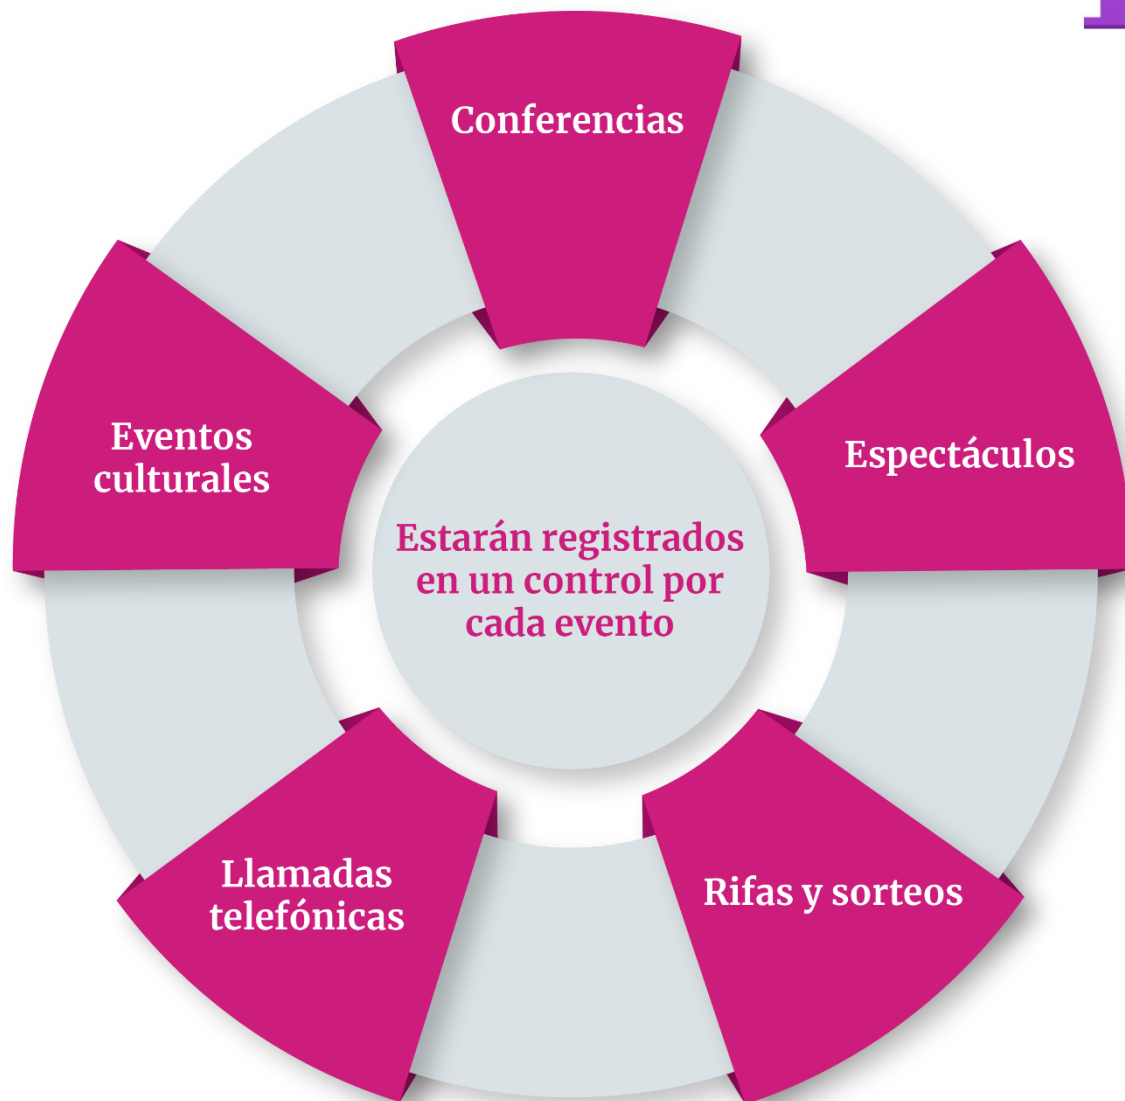 Conferencias
Espectáculos
Rifas y sorteos
Llamadas
telefónicas
Eventos
culturales
Estarán registrados
en un control por
cada evento